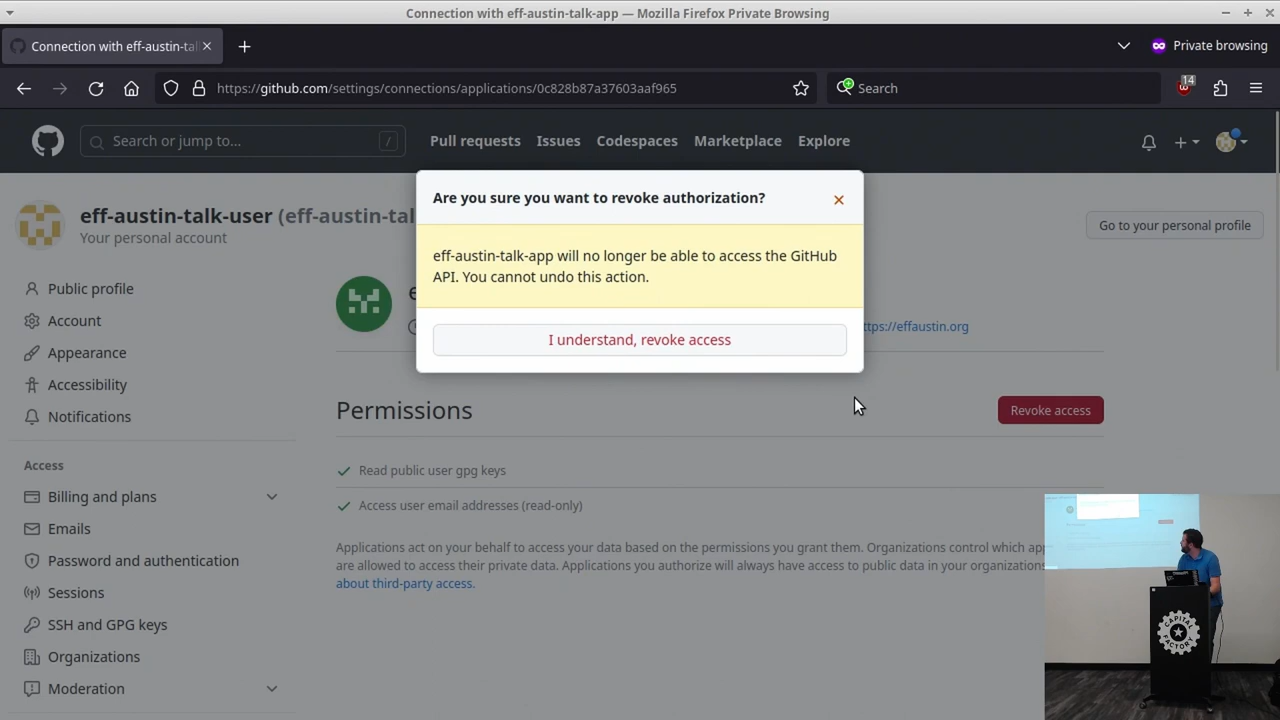 Connection with eff-austin-talk-app — Mozilla Firefox Private Browsing
Connection with eff-austin-tal
Private browsing
https://github.com/settings/connections/applications/0c828b87a37603aaf965
Search
14
Search or jump to...
/
Pull requests
Issues
Codespaces
Marketplace
Explore
Are you sure you want to revoke authorization?
eff-austin-talk-app will no longer be able to access the GitHub
API. You cannot undo this action.
I understand, revoke access
eff-austin-talk-user (eff-austin-tal
Your personal account
Go to your personal profile
Public profile
Account
Appearance
Accessibility
Notifications
Access
Billing and plans
Emails
Password and authentication
Sessions
SSH and GPG keys
Organizations
Moderation
ttps://effaustin.org
Permissions
Revoke access
Read public user gpg keys
Access user email addresses (read-only)
Applications act on your behalf to access your data based on the permissions you grant them. Organizations control which app
are allowed to access their private data. Applications you authorize will always have access to public data in your organizations
about third-party access.
CAPITAL
FACTORY